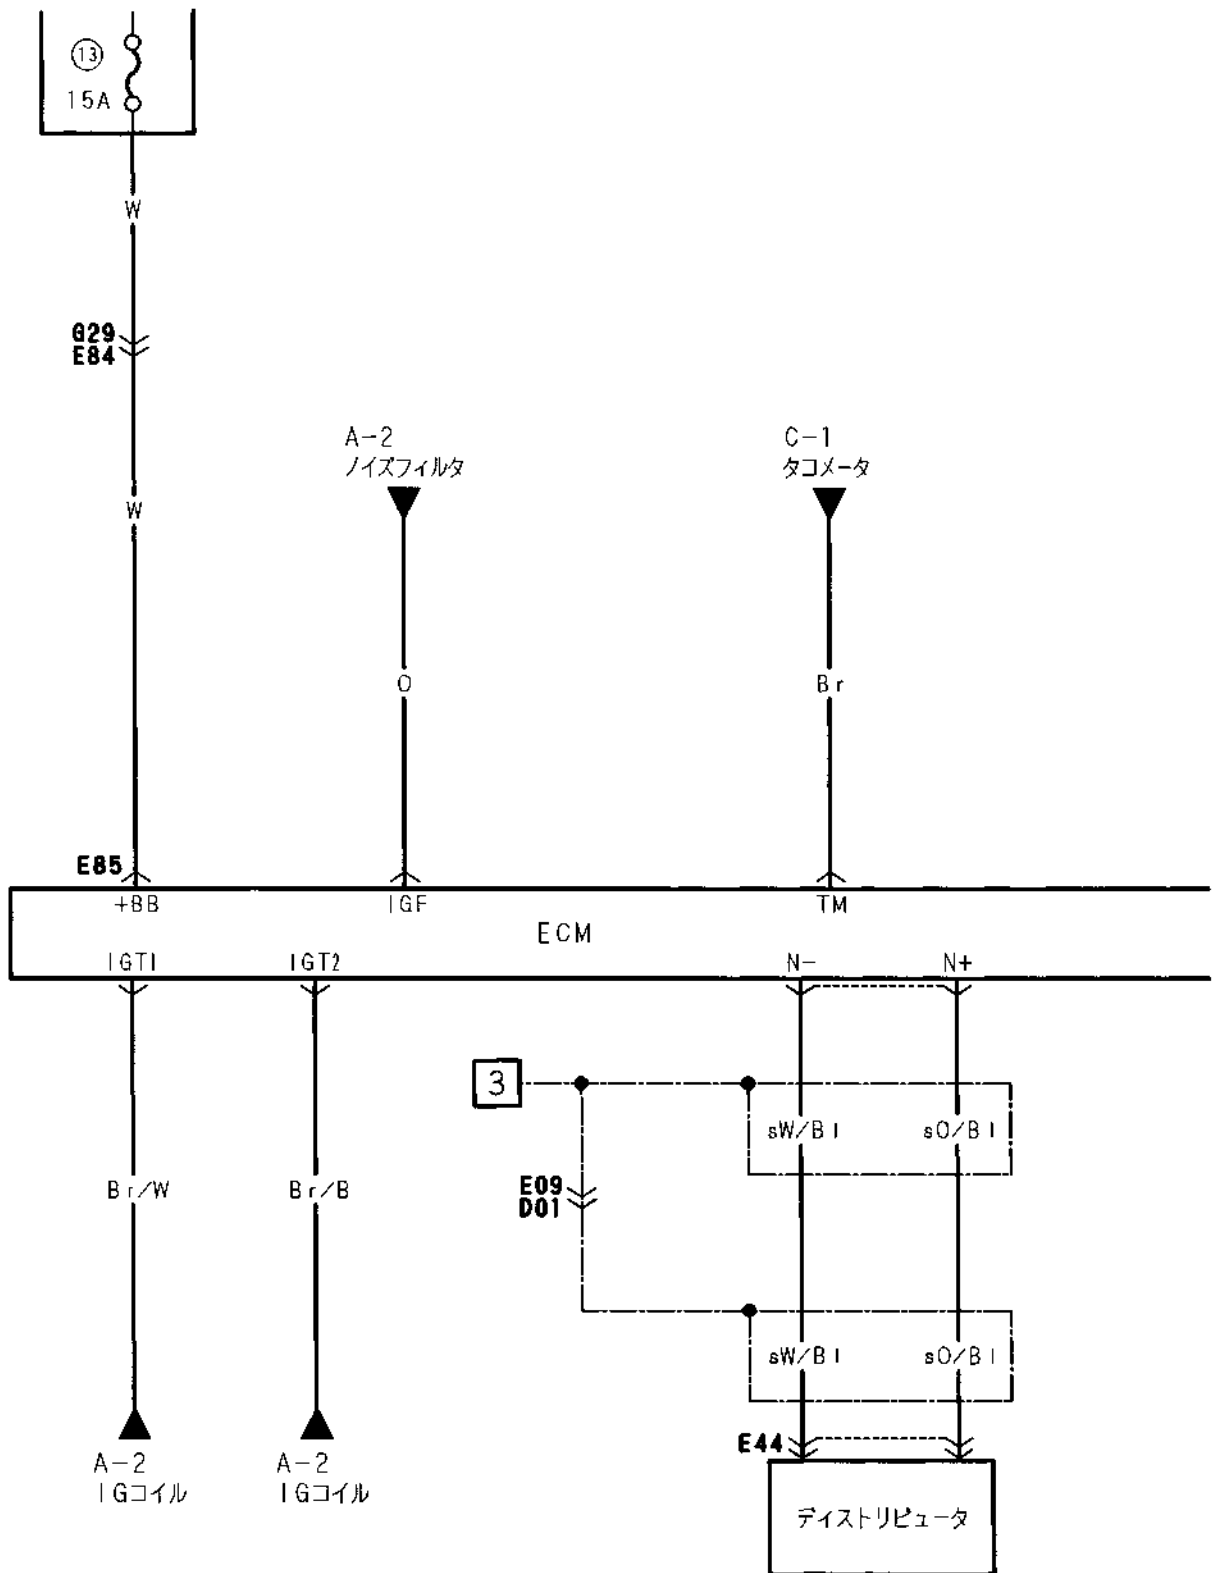 13
15A
W
G29
E84
A-2
ノイズフィルタ
C-1
タコメータ
W
O
Br
E85
+BB
IGF
TM
ECM
IGT1
IGT2
N-
N+
3
sW/Bl
sO/Bl
Br/W
Br/B
E09
D01
sW/Bl
sO/Bl
E44
A-2
IGコイル
A-2
IGコイル
ディストリビュータ